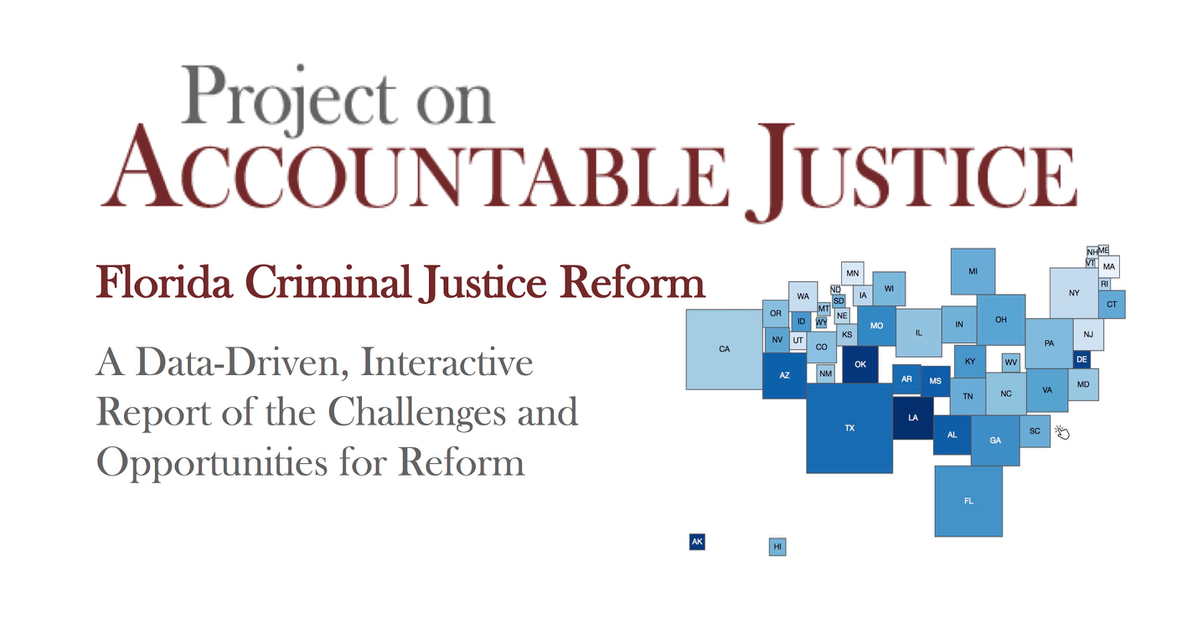 Project on
ACCOUNTABLE JUSTICE
Florida Criminal Justice Reform
A Data-Driven, Interactive
Report of the Challenges and
Opportunities for Reform
NH
ME
VT
MA
MI
MN
ND
WI
WA
IA
SD
RI
NY
CT
OR
MT
ID
WY
NE
MO
OH
IN
IL
NJ
CA
NV
UT
CO
KS
PA
OK
KY
WV
DE
AZ
NM
AR
MS
TN
NC
VA
MD
TX
LA
AL
GA
SC
FL
AK
HI